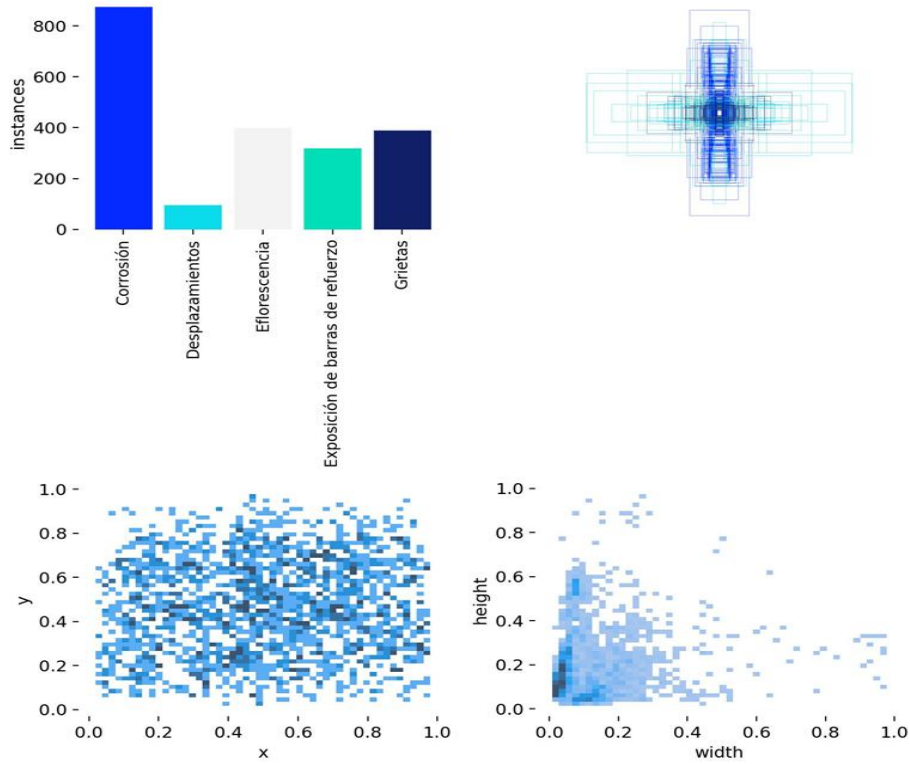 800
600
400
200
0
instances
Corrosión
Desplazamientos
Eflorescencia
Exposición de barras de refuerzo
Grietas
1.0
0.8
0.6
0.4
0.2
0.0
y
0.0 0.2 0.4 0.6 0.8 1.0
x
1.0
0.8
0.6
0.4
0.2
0.0
height
0.0 0.2 0.4 0.6 0.8 1.0
width